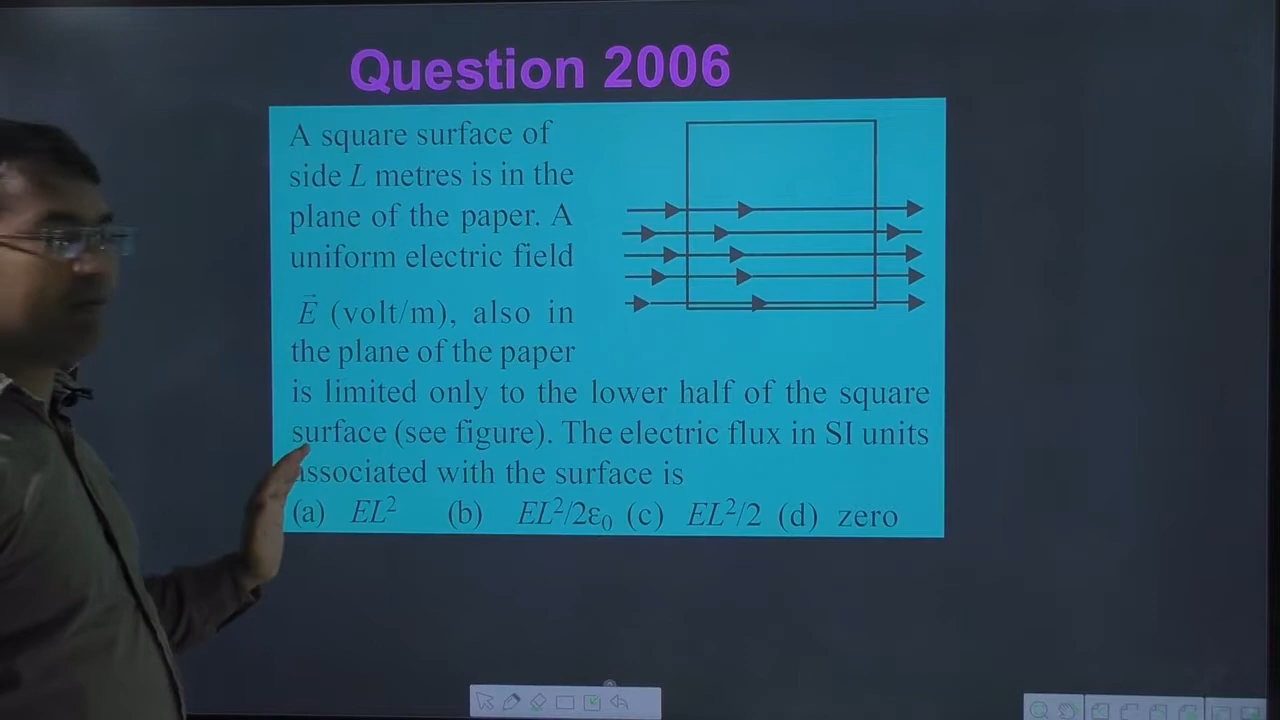 Question 2006
A square surface of
side L metres is in the
plane of the paper. A
uniform electric field
E⃗ (volt/m), also in
the plane of the paper
is limited only to the lower half of the square
surface (see figure). The electric flux in SI units
associated with the surface is
(a) EL² (b) EL²/2ε₀ (c) EL²/2 (d) zero